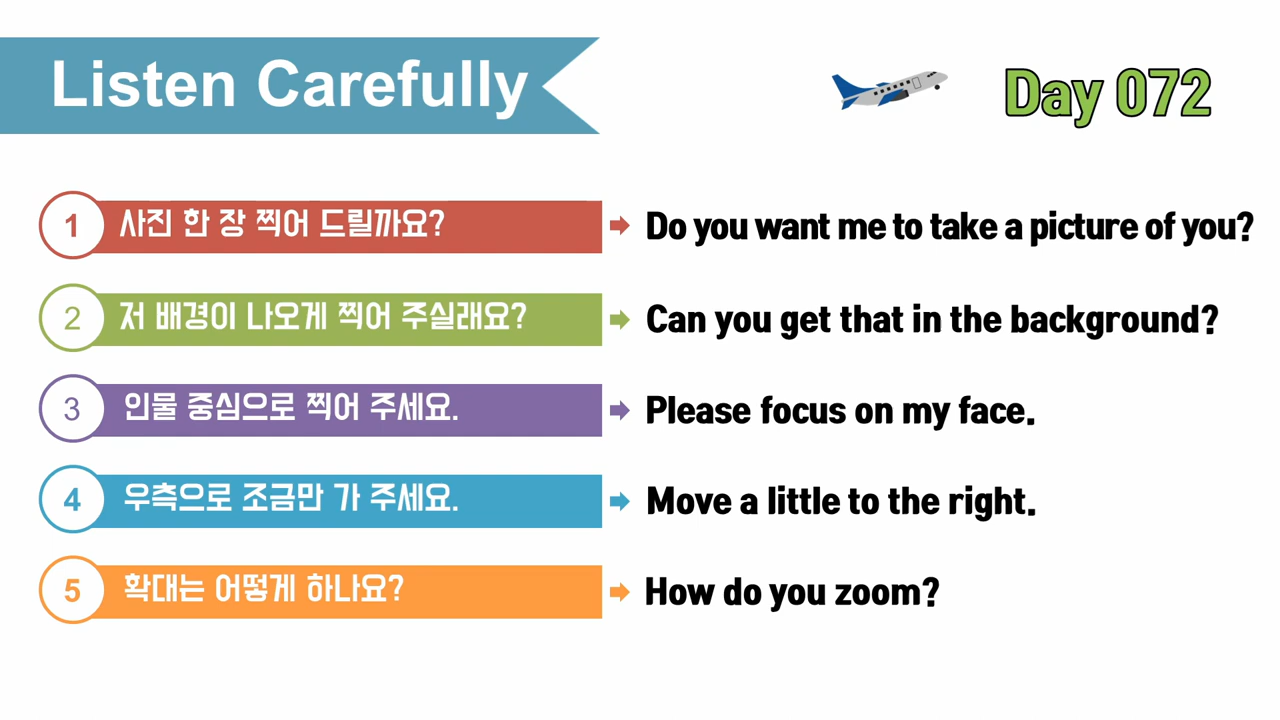 Listen Carefully
Day 072
1 사진 한 장 찍어 드릴까요? Do you want me to take a picture of you?
2 저 배경이 나오게 찍어 주실래요? Can you get that in the background?
3 인물 중심으로 찍어 주세요. Please focus on my face.
4 우측으로 조금만 가 주세요. Move a little to the right.
5 확대는 어떻게 하나요? How do you zoom?